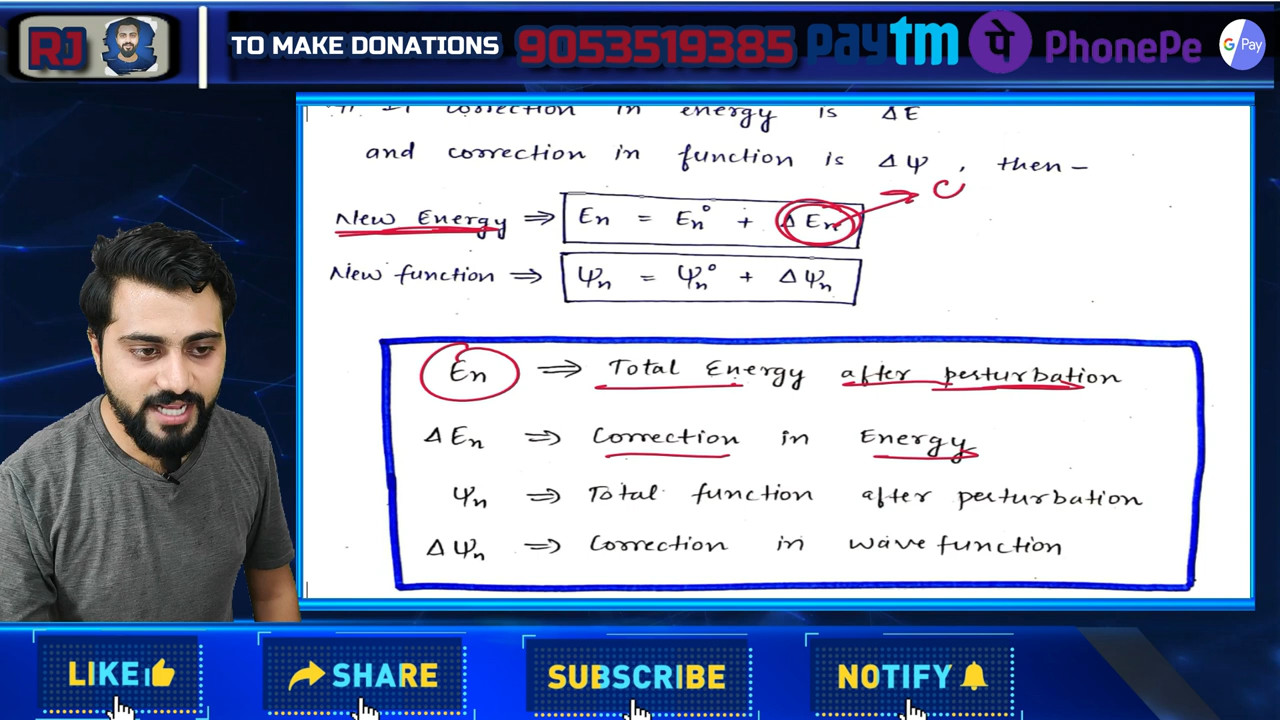 RJ
TO MAKE DONATIONS 9053519385 paytm पे PhonePe G Pay
If correction in energy is ΔE
and correction in function is Δψ, then –
New Energy ⇒ En = En° + ΔEn
New function ⇒ ψn = ψn° + Δψn
En ⇒ Total Energy after perturbation
ΔEn ⇒ Correction in Energy
ψn ⇒ Total function after perturbation
Δψn ⇒ Correction in wave function
LIKE SHARE SUBSCRIBE NOTIFY